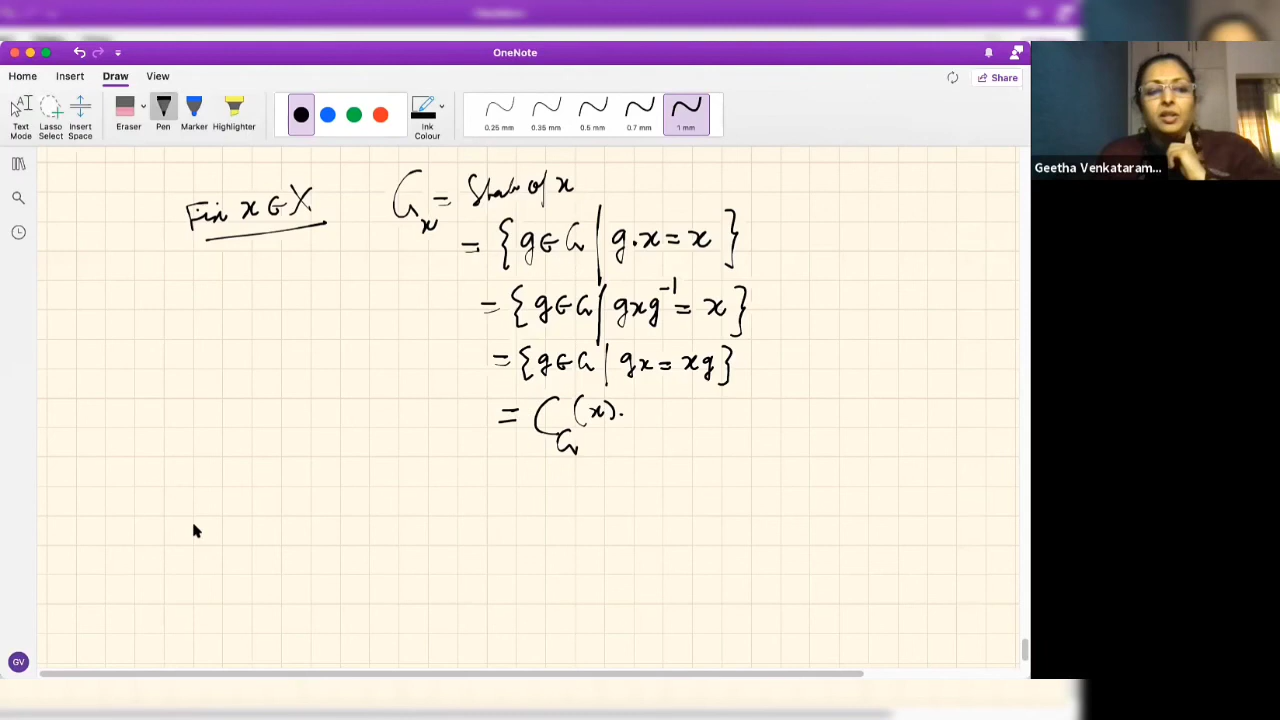 OneNote
Home Insert Draw View
Share
Text Mode
Lasso Select
Insert Space
Eraser
Pen
Marker
Highlighter
Ink Colour
0.25 mm
0.35 mm
0.5 mm
0.7 mm
1 mm
Geetha Venkataram...
Fix x ∈ X
G_x = Stab of x
= { g ∈ G | g.x = x }
= { g ∈ G | gxg⁻¹ = x }
= { g ∈ G | gx = xg }
= C_G(x).
GV